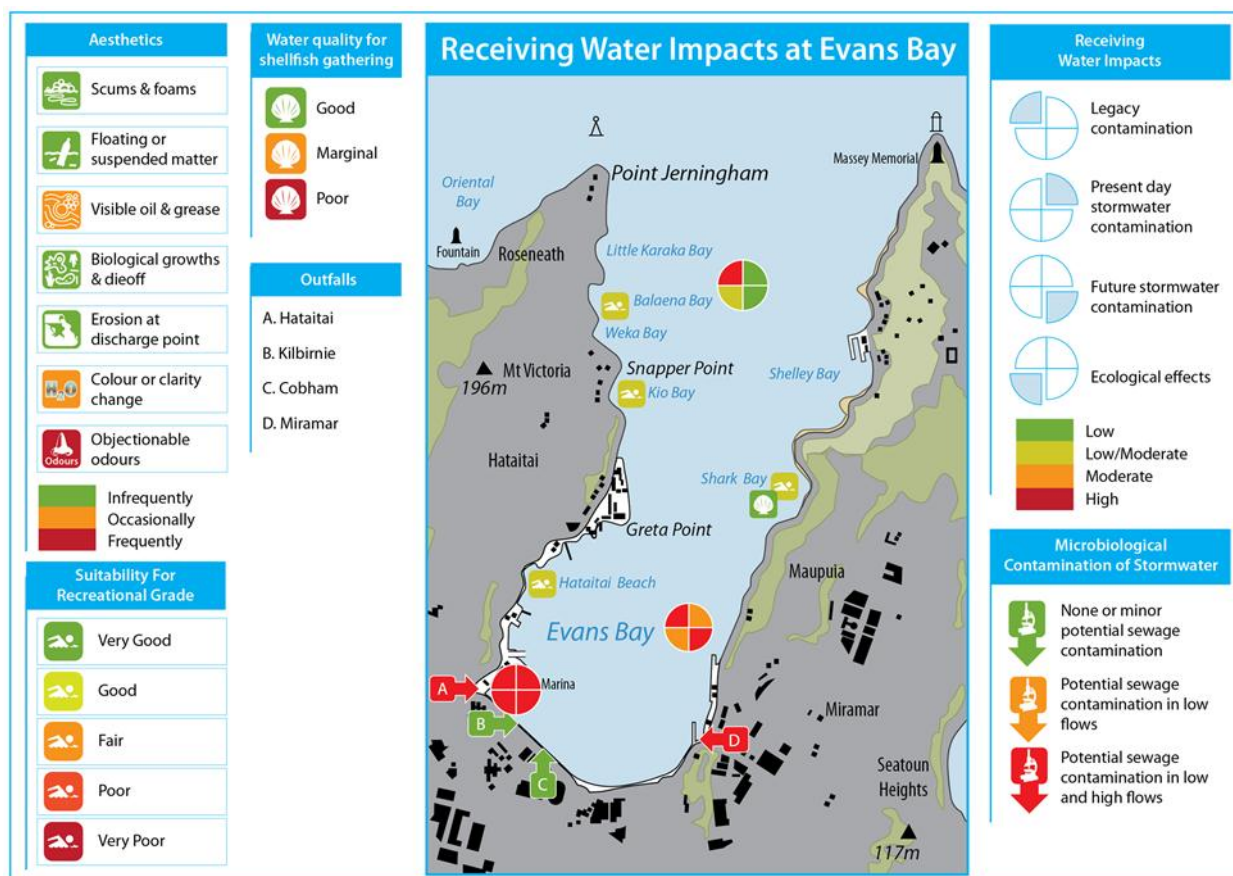 Aesthetics
Scums & foams
Floating or
suspended matter
Visible oil & grease
Biological growths
& dieoff
Erosion at
discharge point
H2O
Colour or clarity
change
Odours
Objectionable
odours
Infrequently
Occasionally
Frequently
Suitability For
Recreational Grade
Very Good
Good
Fair
Poor
Very Poor
Water quality for
shellfish gathering
Good
Marginal
Poor
Outfalls
A. Hataitai
B. Kilbirnie
C. Cobham
D. Miramar
Receiving Water Impacts at Evans Bay
Massey Memorial
Point Jerningham
Oriental
Bay
Fountain
Roseneath
Little Karaka Bay
Balaena Bay
Weka Bay
Mt Victoria
196m
Snapper Point
Shelley Bay
Kio Bay
Hataitai
Shark Bay
Greta Point
Maupuia
Hataitai Beach
Evans Bay
A
Marina
B
C
D
Miramar
Seatoun
Heights
117m
Receiving
Water Impacts
Legacy
contamination
Present day
stormwater
contamination
Future stormwater
contamination
Ecological effects
Low
Low/Moderate
Moderate
High
Microbiological
Contamination of Stormwater
None or minor
potential sewage
contamination
Potential sewage
contamination in low
flows
Potential sewage
contamination in low
and high flows